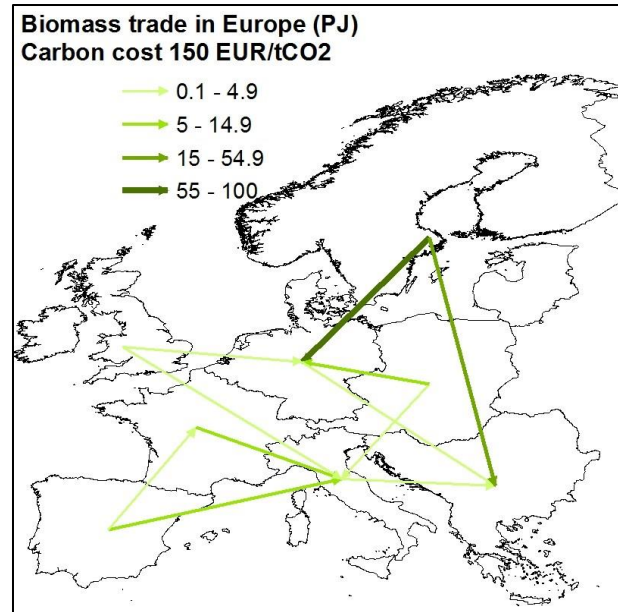 Biomass trade in Europe (PJ)
Carbon cost 150 EUR/tCO2
0.1 - 4.9
5 - 14.9
15 - 54.9
55 - 100